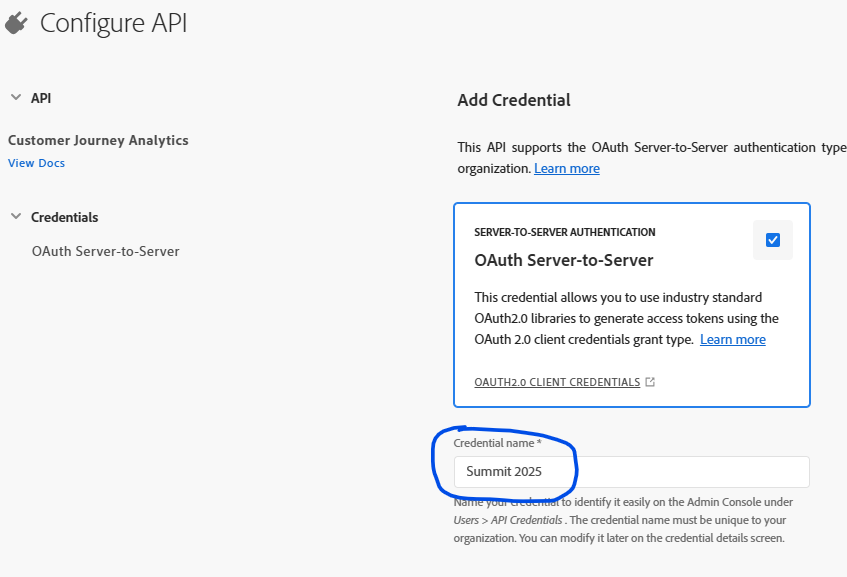 Configure API
API
Customer Journey Analytics
View Docs
Credentials
OAuth Server-to-Server
Add Credential
This API supports the OAuth Server-to-Server authentication type
organization. Learn more
SERVER-TO-SERVER AUTHENTICATION
OAuth Server-to-Server
This credential allows you to use industry standard
OAuth2.0 libraries to generate access tokens using the
OAuth 2.0 client credentials grant type. Learn more
OAUTH2.0 CLIENT CREDENTIALS
Credential name *
Summit 2025
Name your credential to identify it easily on the Admin Console under
Users > API Credentials . The credential name must be unique to your
organization. You can modify it later on the credential details screen.